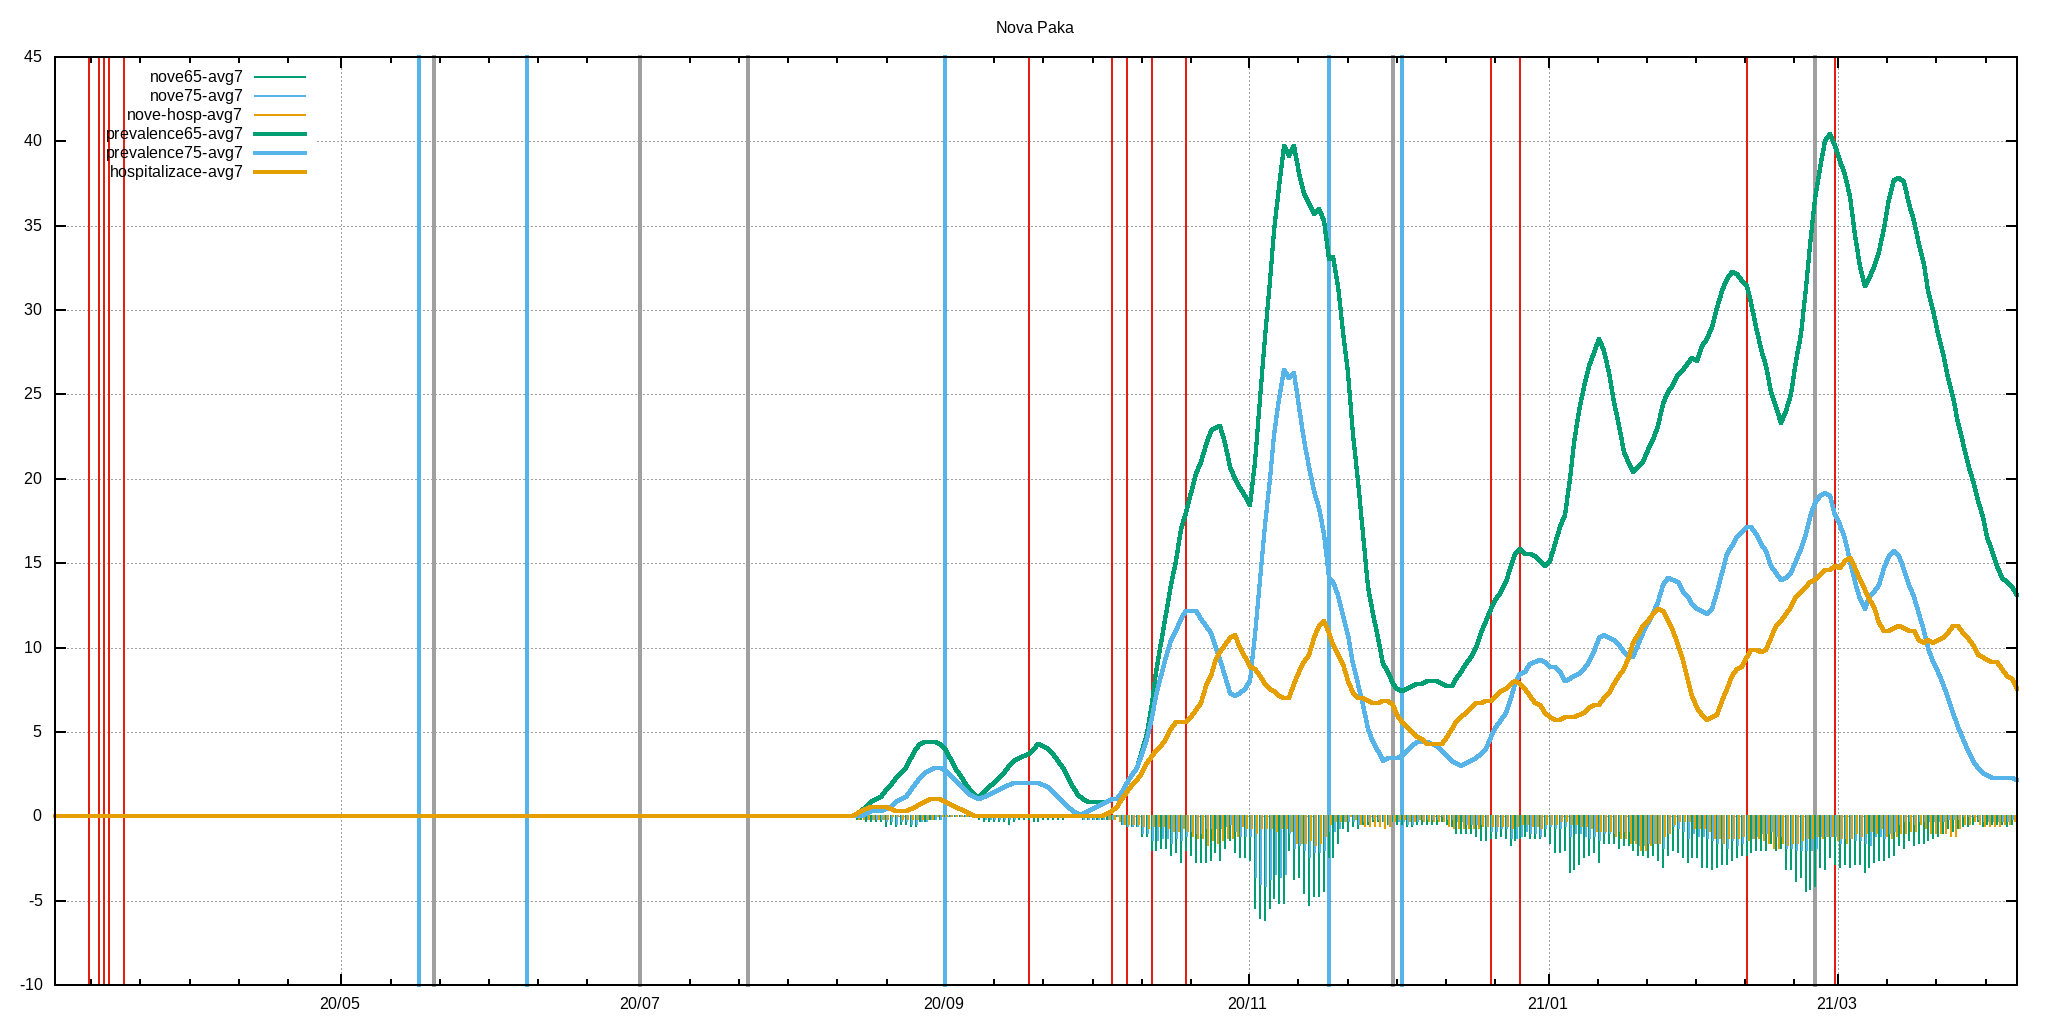 Nova Paka
45
40
35
30
25
20
15
10
5
0
-5
-10
nove65-avg7
nove75-avg7
nove-hosp-avg7
prevalence65-avg7
prevalence75-avg7
hospitalizace-avg7
20/05 20/07 20/09 20/11 21/01 21/03